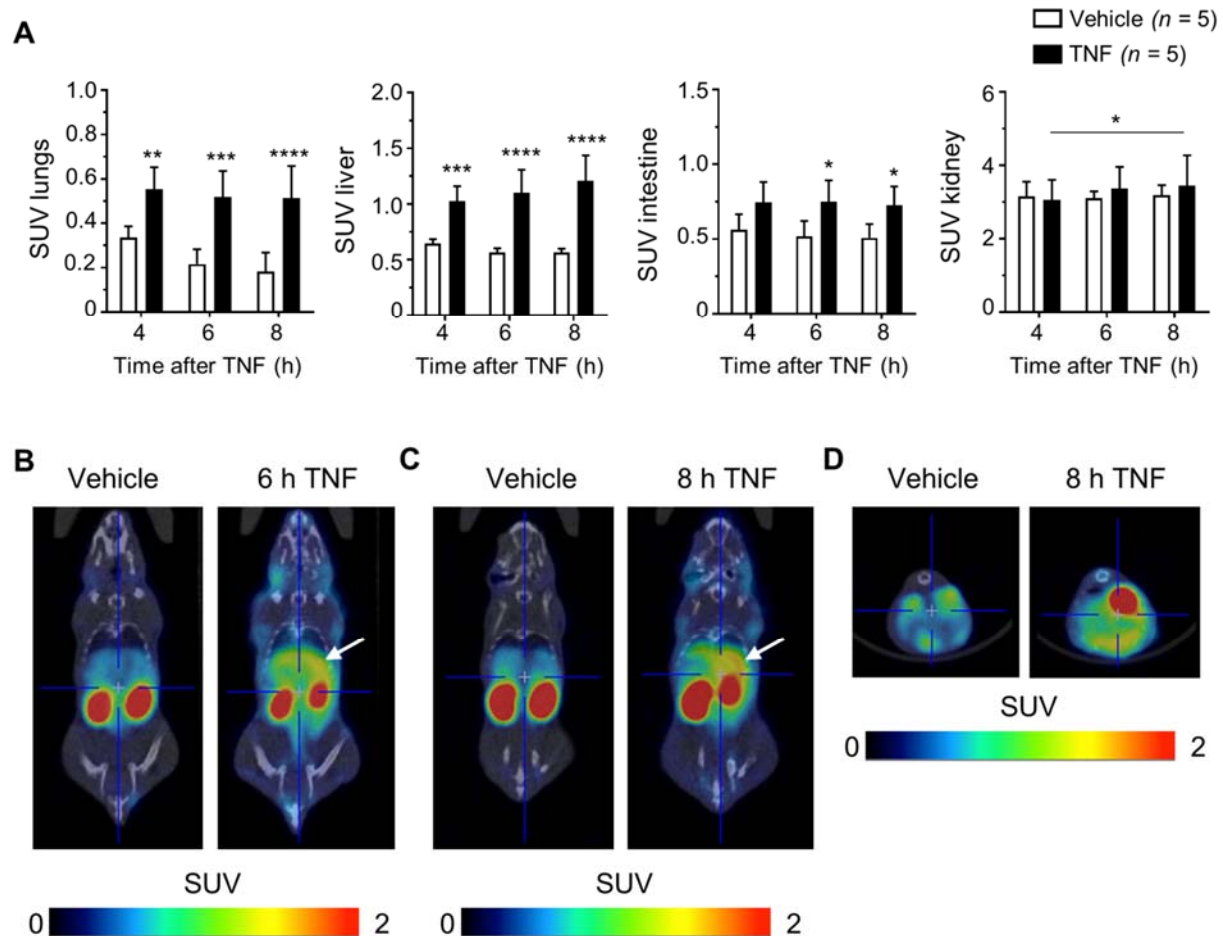 A
Vehicle (n = 5)
TNF (n = 5)
SUV lungs
1.0
0.8
0.6
0.4
0.2
0
**
***
****
4 6 8
Time after TNF (h)
SUV liver
2.0
1.5
1.0
0.5
0
***
****
****
4 6 8
Time after TNF (h)
SUV intestine
1.5
1.0
0.5
0
*
*
4 6 8
Time after TNF (h)
SUV kidney
6
4
2
0
*
4 6 8
Time after TNF (h)
B
Vehicle 6 h TNF
SUV
0 2
C
Vehicle 8 h TNF
SUV
0 2
D
Vehicle 8 h TNF
SUV
0 2